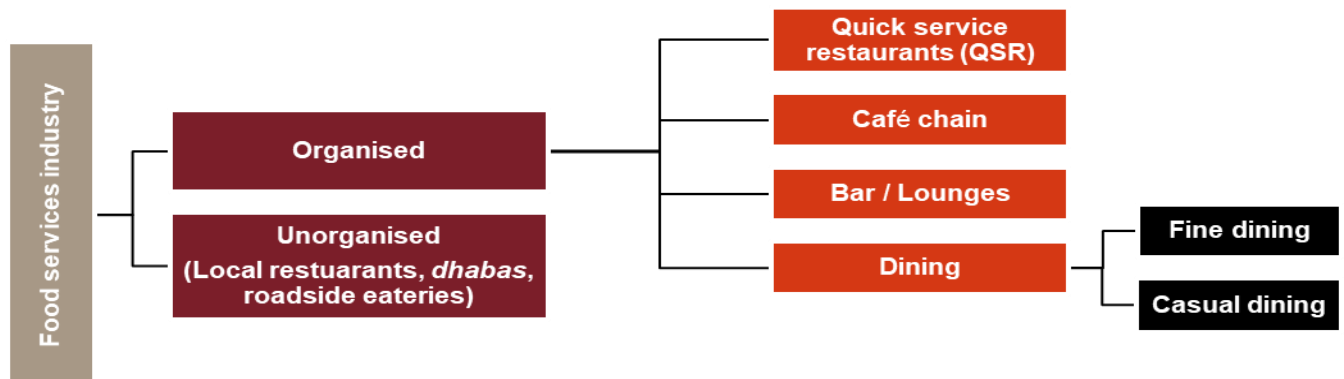 Food services industry
Organised
Unorganised
(Local restuarants, dhabas,
roadside eateries)
Quick service
restaurants (QSR)
Café chain
Bar / Lounges
Dining
Fine dining
Casual dining